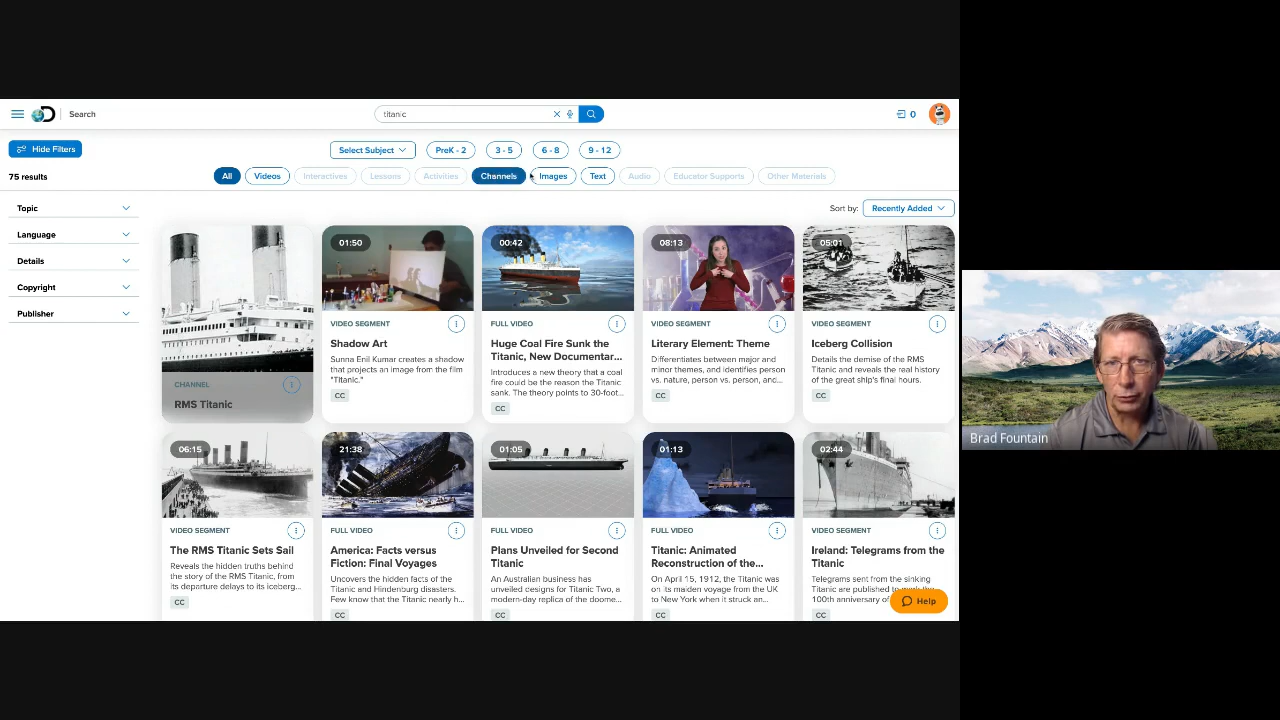 Search
titanic
0
Hide Filters
Select Subject
PreK - 2
3 - 5
6 - 8
9 - 12
75 results
All
Videos
Interactives
Lessons
Activities
Channels
Images
Text
Audio
Educator Supports
Other Materials
Topic
Language
Details
Copyright
Publisher
Sort by:
Recently Added
CHANNEL
RMS Titanic
01:50
VIDEO SEGMENT
Shadow Art
Sunna Enil Kumar creates a shadow
that projects an image from the film
"Titanic."
CC
00:42
FULL VIDEO
Huge Coal Fire Sunk the
Titanic, New Documentar...
Introduces a new theory that a coal
fire could be the reason the Titanic
sank. The theory points to 30-foot...
CC
08:13
VIDEO SEGMENT
Literary Element: Theme
Differentiates between major and
minor themes, and identifies person
vs. nature, person vs. person, and...
CC
05:01
VIDEO SEGMENT
Iceberg Collision
Details the demise of the RMS
Titanic and reveals the real history
of the great ship's final hours.
CC
06:15
VIDEO SEGMENT
The RMS Titanic Sets Sail
Reveals the hidden truths behind
the story of the RMS Titanic, from
its departure delays to its iceberg...
CC
21:38
FULL VIDEO
America: Facts versus
Fiction: Final Voyages
Uncovers the hidden facts of the
Titanic and Hindenburg disasters.
Few know that the Titanic nearly h...
CC
01:05
FULL VIDEO
Plans Unveiled for Second
Titanic
An Australian business has
unveiled designs for Titanic Two, a
modern-day replica of the doome...
CC
01:13
FULL VIDEO
Titanic: Animated
Reconstruction of the...
On April 15, 1912, the Titanic was
on its maiden voyage from the UK
to New York when it struck an...
CC
02:44
VIDEO SEGMENT
Ireland: Telegrams from the
Titanic
Telegrams sent from the sinking
Titanic are published to
100th anniversary of
CC
Help
Brad Fountain